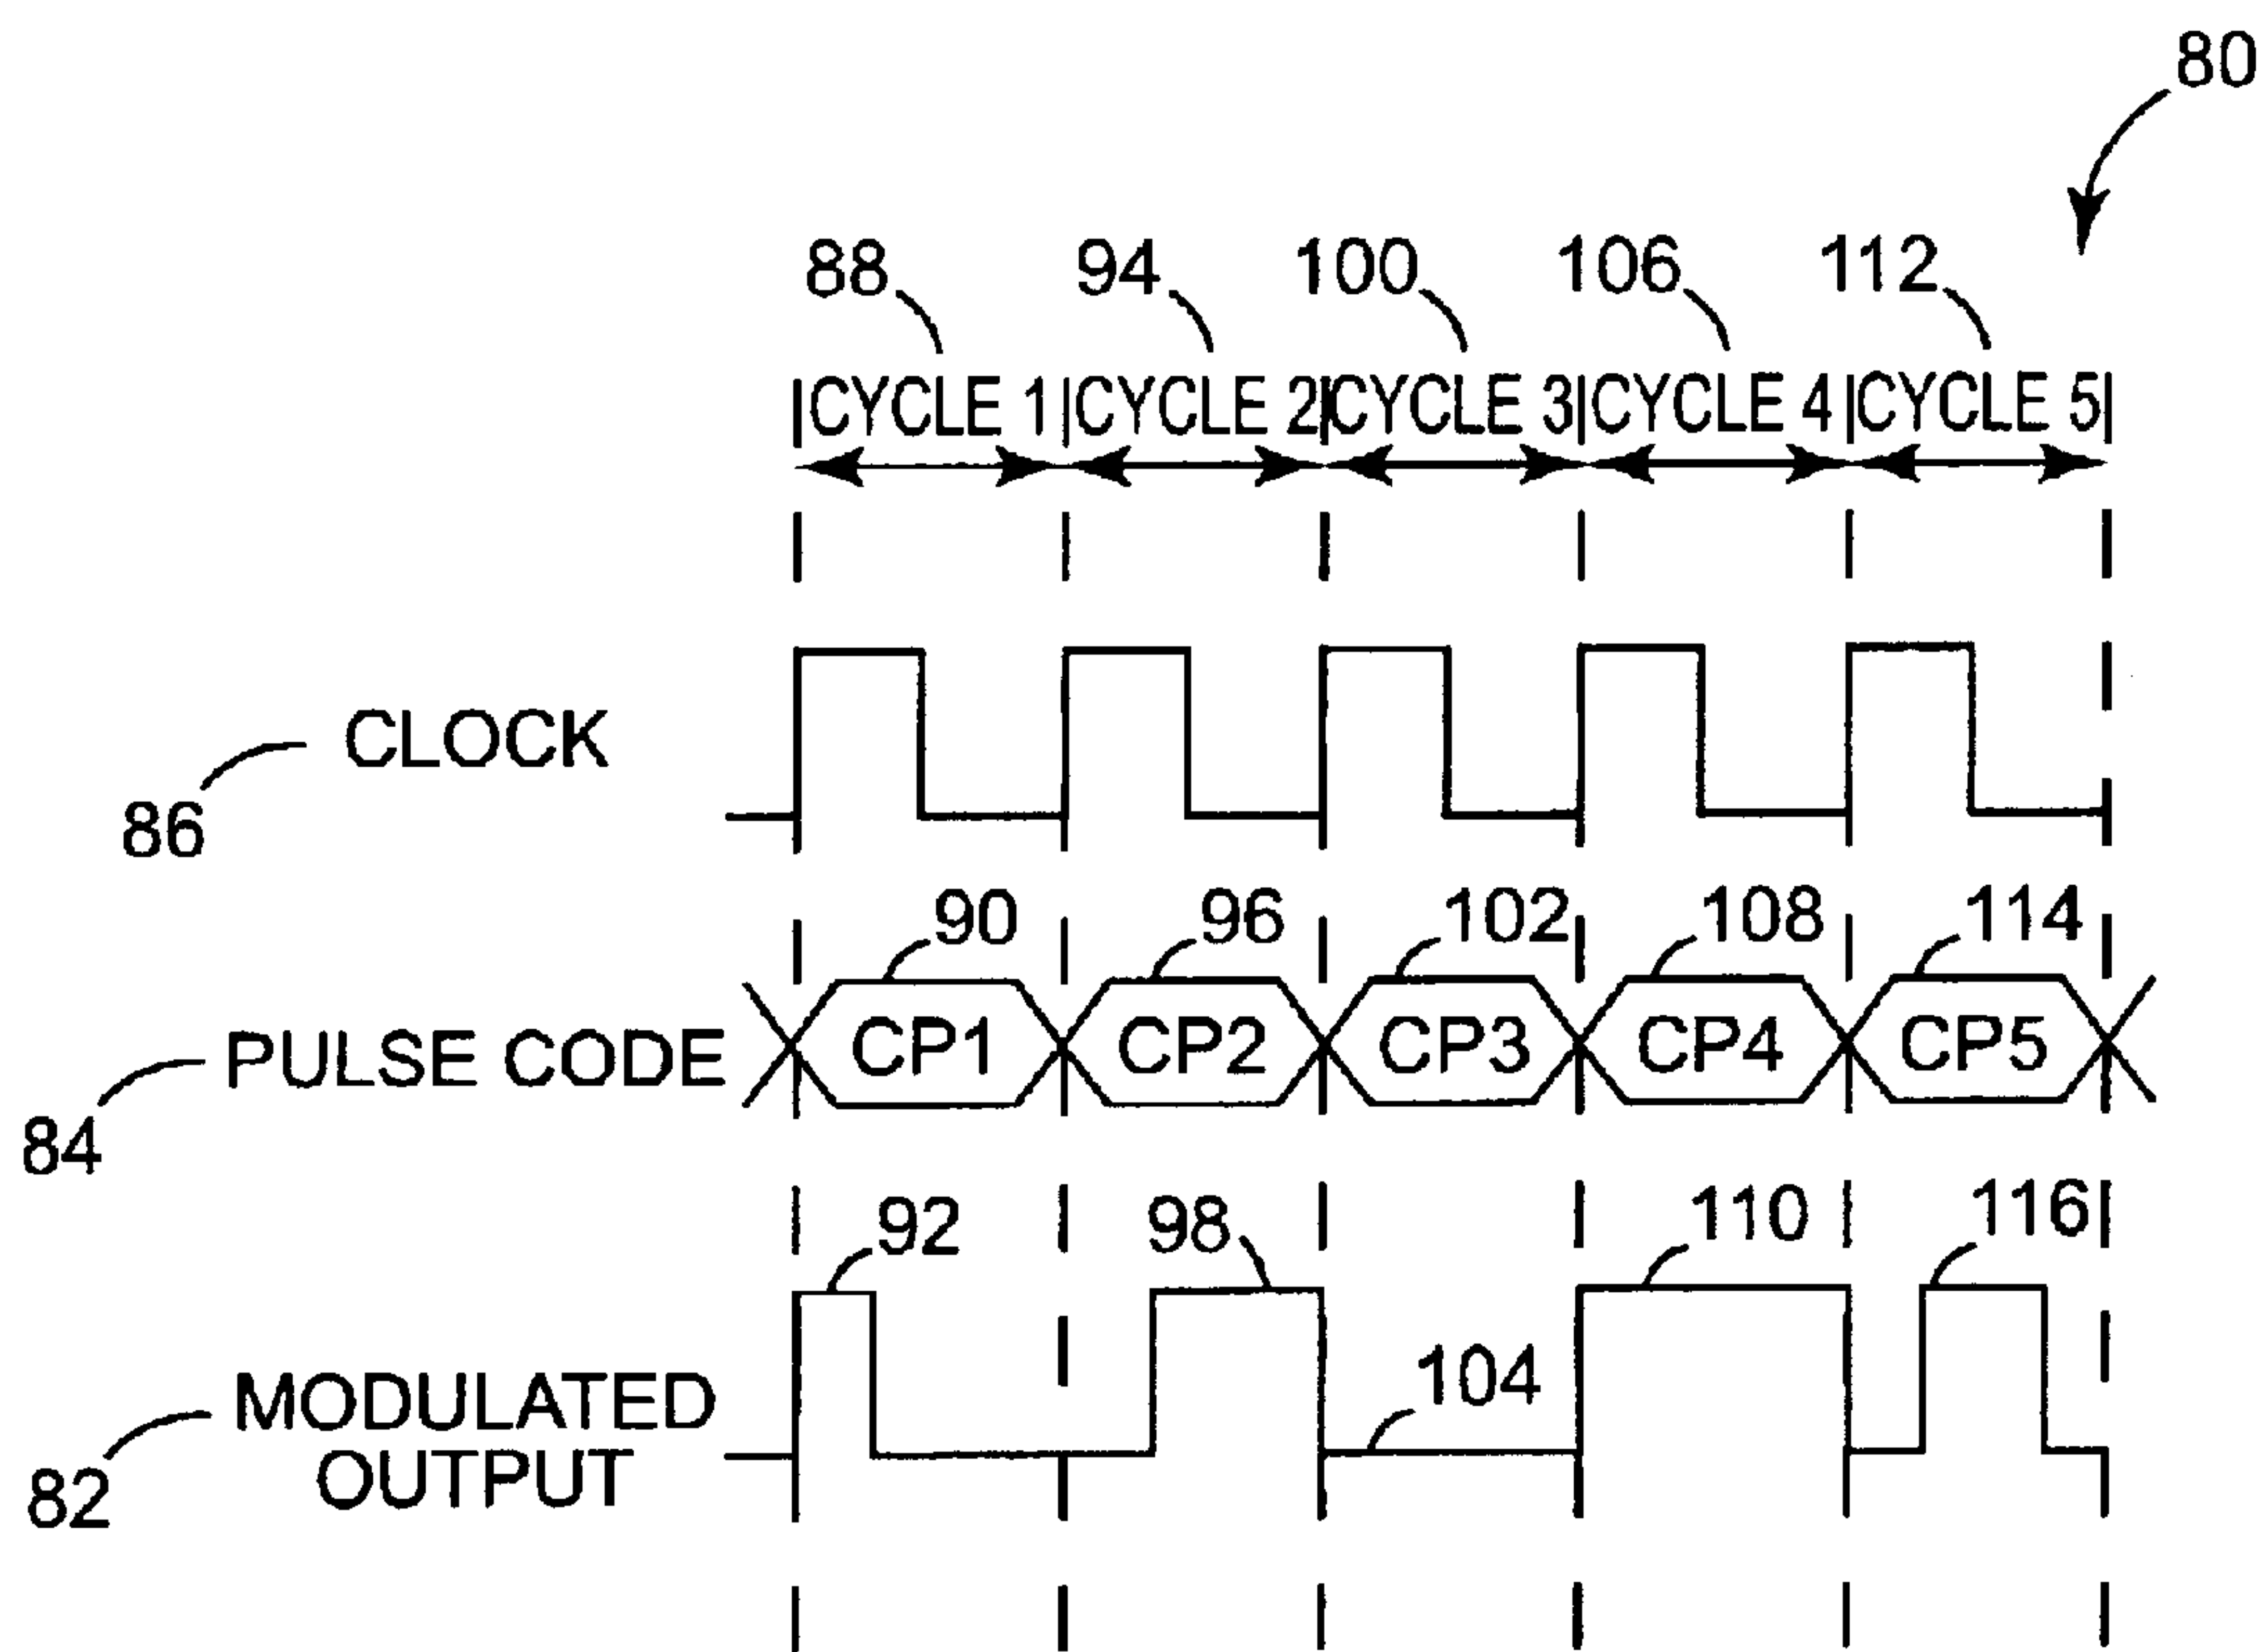 80
88 94 100 106 112
CYCLE 1 CYCLE 2 CYCLE 3 CYCLE 4 CYCLE 5
CLOCK
86
90 96 102 108 114
PULSE CODE CP1 CP2 CP3 CP4 CP5
84
92 98 110 116
104
MODULATED
OUTPUT
82